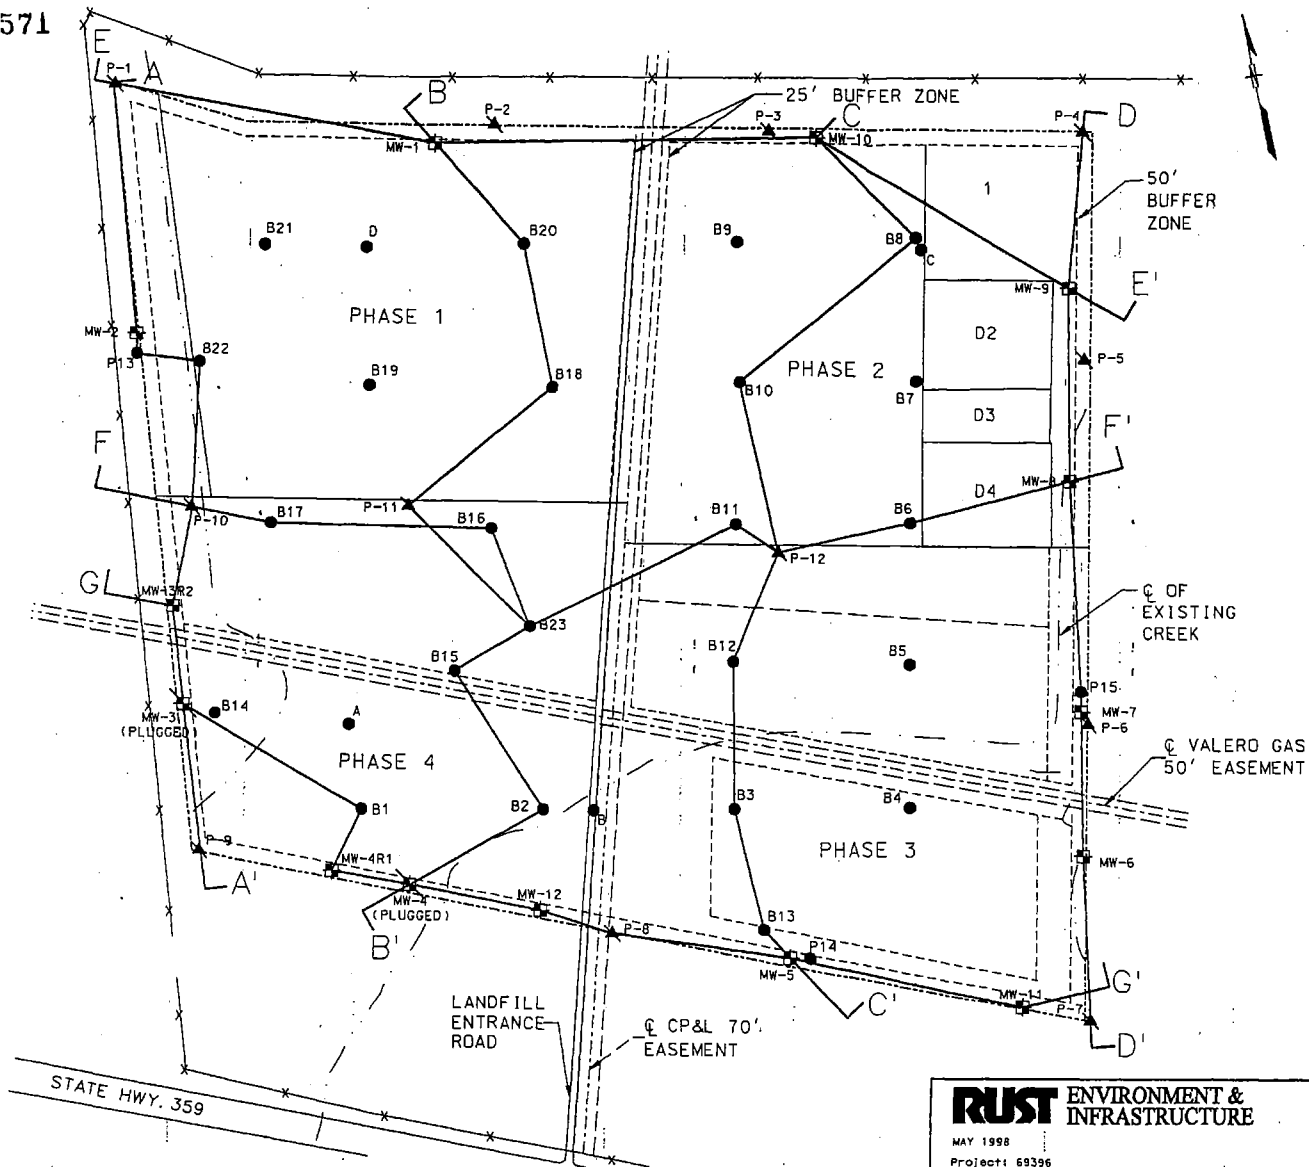 571
E
P-1
A
B
P-2
25' BUFFER ZONE
P-3
C
MW-10
P-4
D
MW-1
1
50'
BUFFER
ZONE
B21
D
B20
B9
B8
C
MW-9
E'
PHASE 1
MW-2
P13
B22
D2
P-5
B19
B18
PHASE 2
B10
B7
D3
F
F'
MW-8
D4
P-10
B17
P-11
B16
B11
B6
P-12
G
MW-3R2
℄ OF
EXISTING
CREEK
B23
B15
B12
B5
P15
MW-7
P-6
MW-3
(PLUGGED)
B14
A
℄ VALERO GAS
50' EASEMENT
PHASE 4
B1
B2
B
B3
B4
P-9
PHASE 3
MW-6
MW-4R1
A'
MW-4
(PLUGGED)
MW-12
B'
P-8
B13
P14
MW-5
G'
MW-11
P-7
C'
D'
LANDFILL
ENTRANCE
ROAD
℄ CP&L 70'
EASEMENT
STATE HWY. 359
RUST ENVIRONMENT &
INFRASTRUCTURE
MAY 1998
Project: 69396